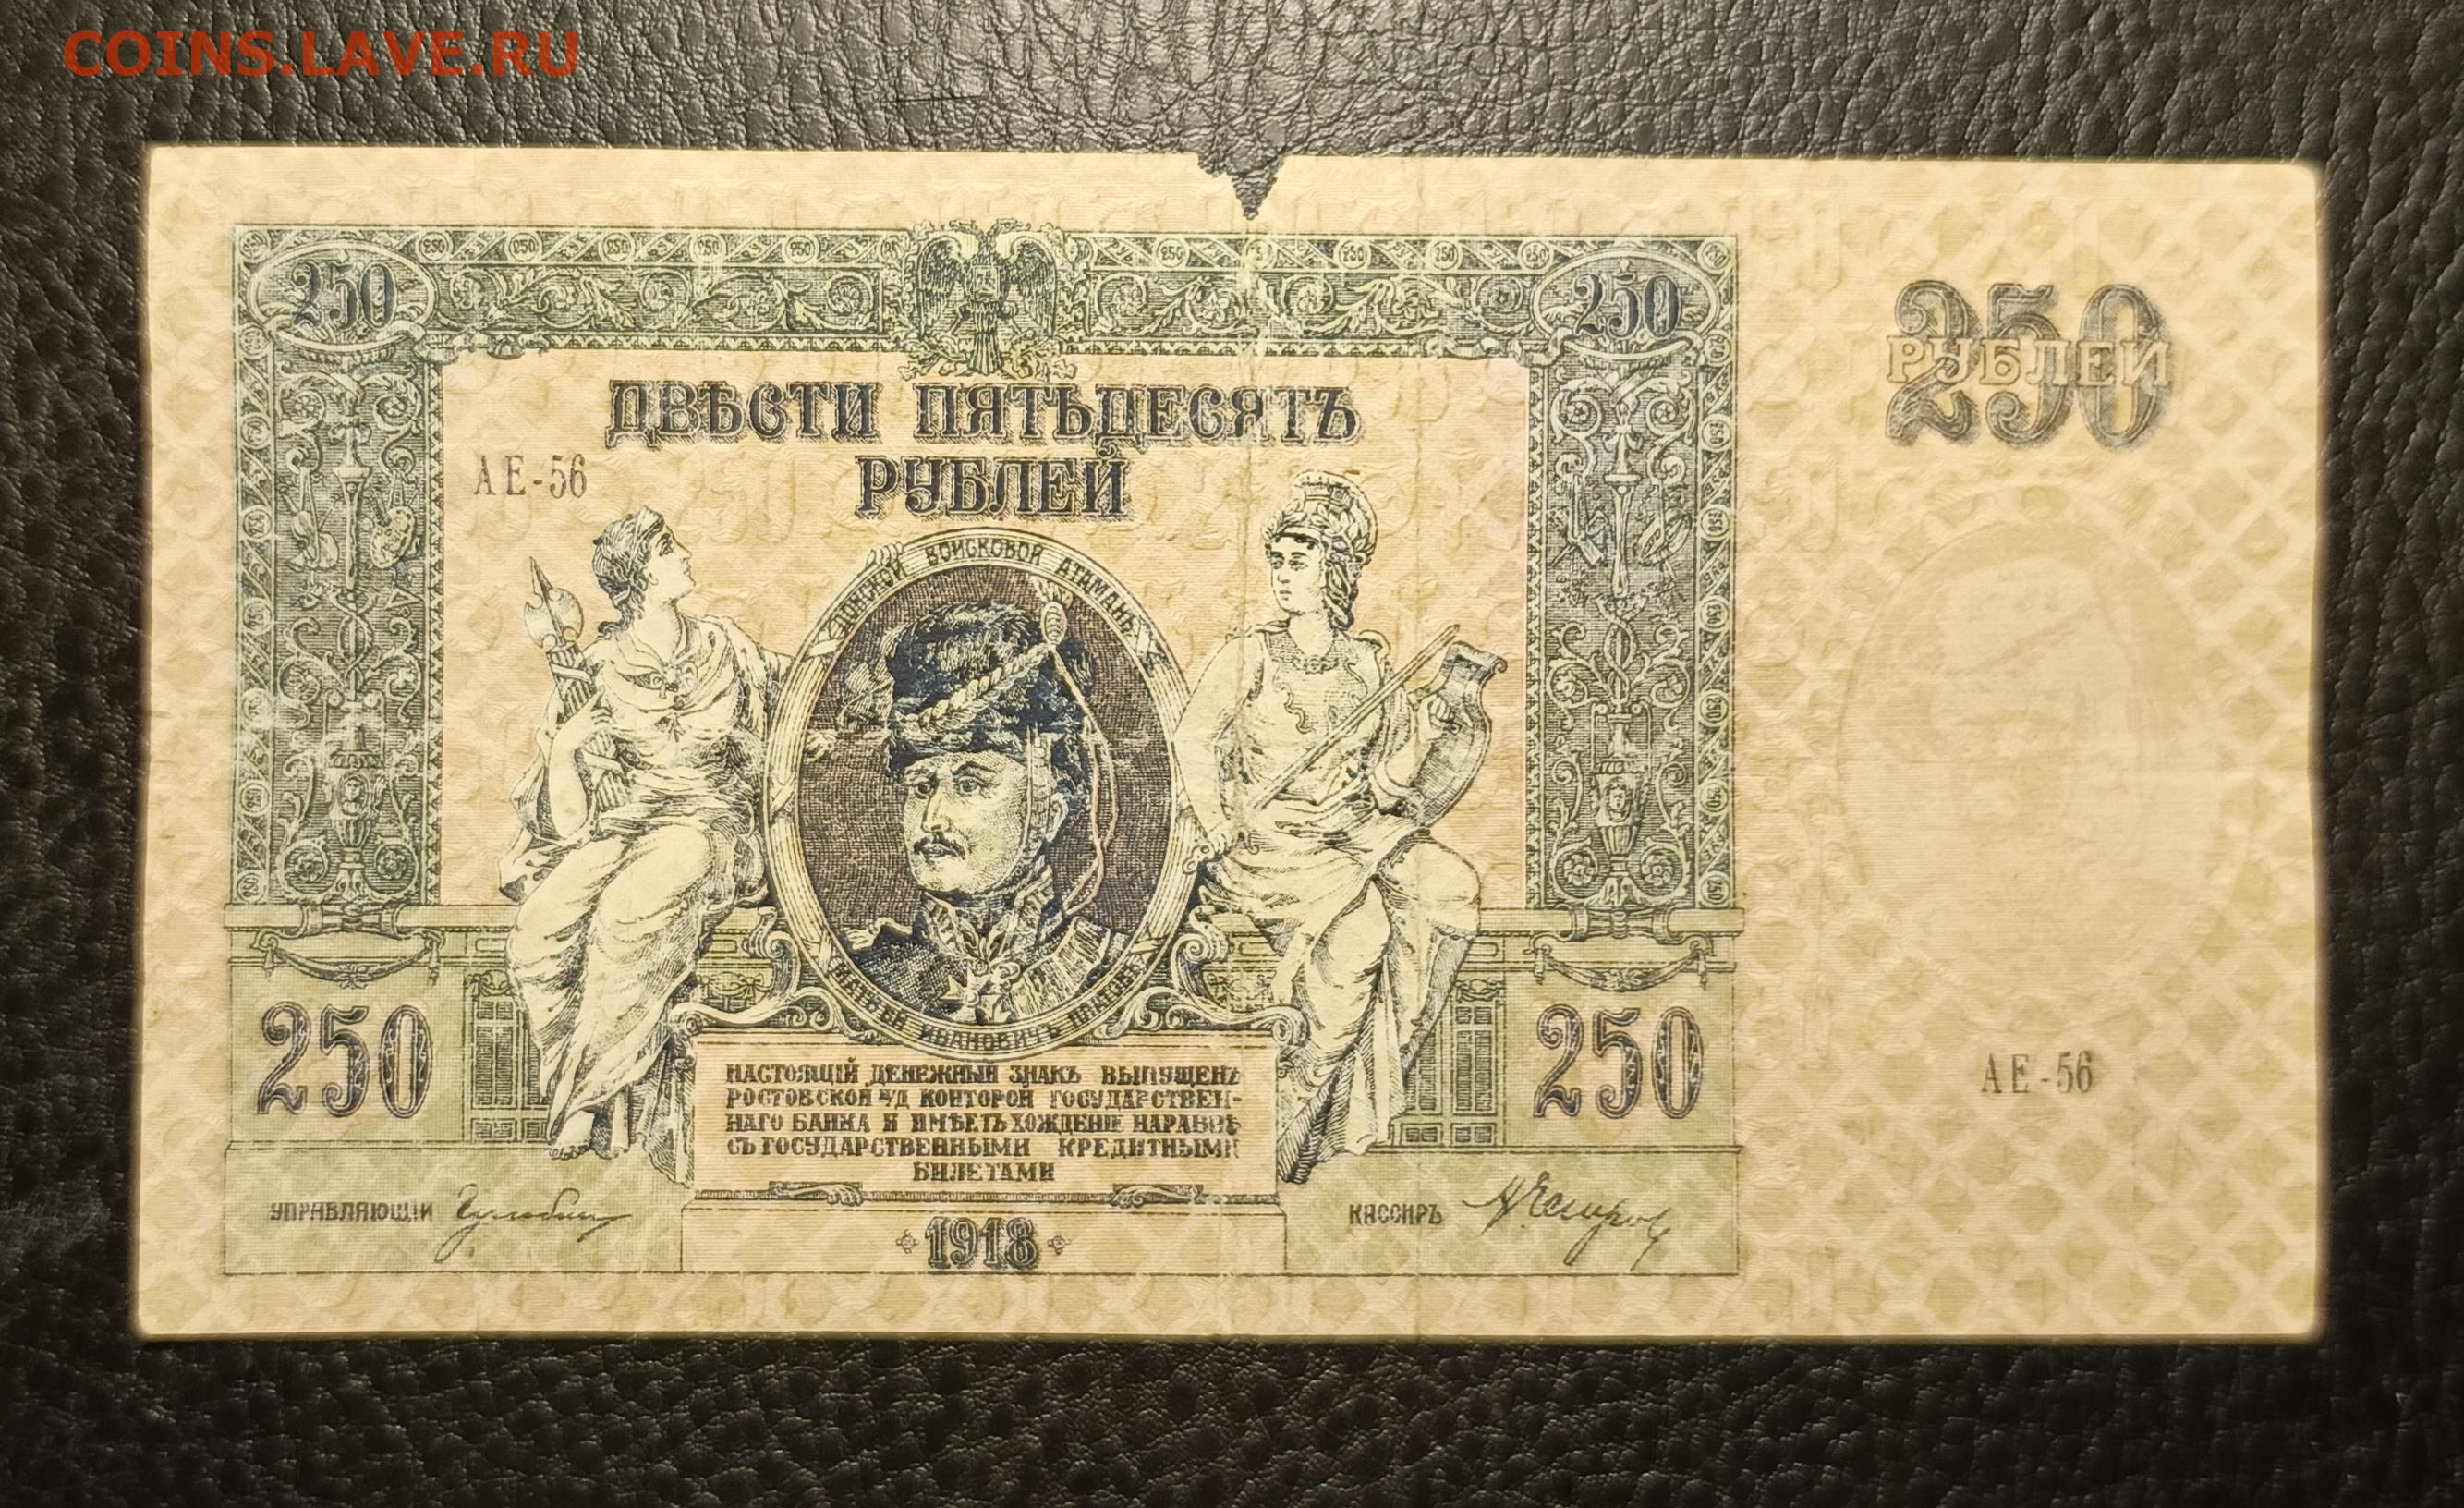 COINS.LAVE.RU
250
250
250
РУБЛЕЙ
ДВѢСТИ ПЯТЬДЕСЯТЪ
РУБЛЕЙ
АЕ-56
ДОНСКОЙ ВОЙСКОВОЙ АТАМАНЪ
МАТВѢЙ ИВАНОВИЧЪ ПЛАТОВЪ
250
250
АЕ-56
НАСТОЯЩІЙ ДЕНЕЖНЫЙ ЗНАКЪ ВЫПУЩЕНЪ
РОСТОВСКОЙ н/Д КОНТОРОЙ ГОСУДАРСТВЕН-
НАГО БАНКА И ИМѢЕТЪ ХОЖДЕНІЕ НАРАВНѢ
СЪ ГОСУДАРСТВЕННЫМИ КРЕДИТНЫМИ
БИЛЕТАМИ
УПРАВЛЯЮЩІЙ
КАССИРЪ
1918